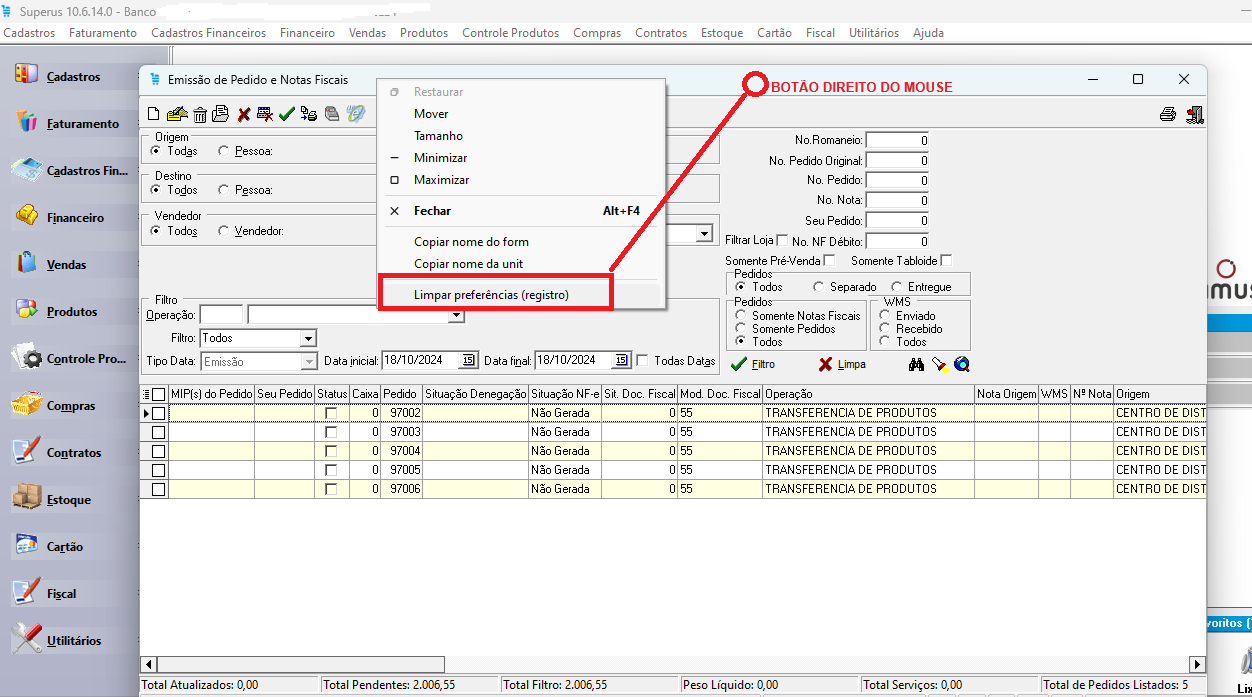 Superus 10.6.14.0 - Banco
Cadastros Faturamento Cadastros Financeiros Financeiro Vendas Produtos Controle Produtos Compras Contratos Estoque Cartão Fiscal Utilitários Ajuda
Cadastros
Faturamento
Cadastros Fin...
Financeiro
Vendas
Produtos
Controle Pro...
Compras
Contratos
Estoque
Cartão
Fiscal
Utilitários
Emissão de Pedido e Notas Fiscais
BOTÃO DIREITO DO MOUSE
Restaurar
Mover
Tamanho
Minimizar
Maximizar
Fechar Alt+F4
Copiar nome do form
Copiar nome da unit
Limpar preferências (registro)
Origem
Todas Pessoa:
Destino
Todos Pessoa:
Vendedor
Todos Vendedor:
Filtro
Operação:
Filtro: Todos
Tipo Data: Emissão Data inicial: 18/10/2024 15 Data final: 18/10/2024 15 Todas Datas
No.Romaneio: 0
No. Pedido Original: 0
No. Pedido: 0
No. Nota: 0
Seu Pedido: 0
Filtrar Loja No. NF Débito: 0
Somente Pré-Venda Somente Tabloide
Pedidos
Todos Separado Entregue
Pedidos
Somente Notas Fiscais
Somente Pedidos
Todos
WMS
Enviado
Recebido
Todos
Filtro Limpa
MIP(s) do Pedido Seu Pedido Status Caixa Pedido Situação Denegação Situação NF-e Sit. Doc. Fiscal Mod. Doc. Fiscal Operação Nota Origem WMS Nº Nota Origem
0 97002 Não Gerada 0 55 TRANSFERENCIA DE PRODUTOS CENTRO DE DIST
0 97003 Não Gerada 0 55 TRANSFERENCIA DE PRODUTOS CENTRO DE DIST
0 97004 Não Gerada 0 55 TRANSFERENCIA DE PRODUTOS CENTRO DE DIST
0 97005 Não Gerada 0 55 TRANSFERENCIA DE PRODUTOS CENTRO DE DIST
0 97006 Não Gerada 0 55 TRANSFERENCIA DE PRODUTOS CENTRO DE DIST
Total Atualizados: 0,00 Total Pendentes: 2.006,55 Total Filtro: 2.006,55 Peso Líquido: 0,00 Total Serviços: 0,00 Total de Pedidos Listados: 5